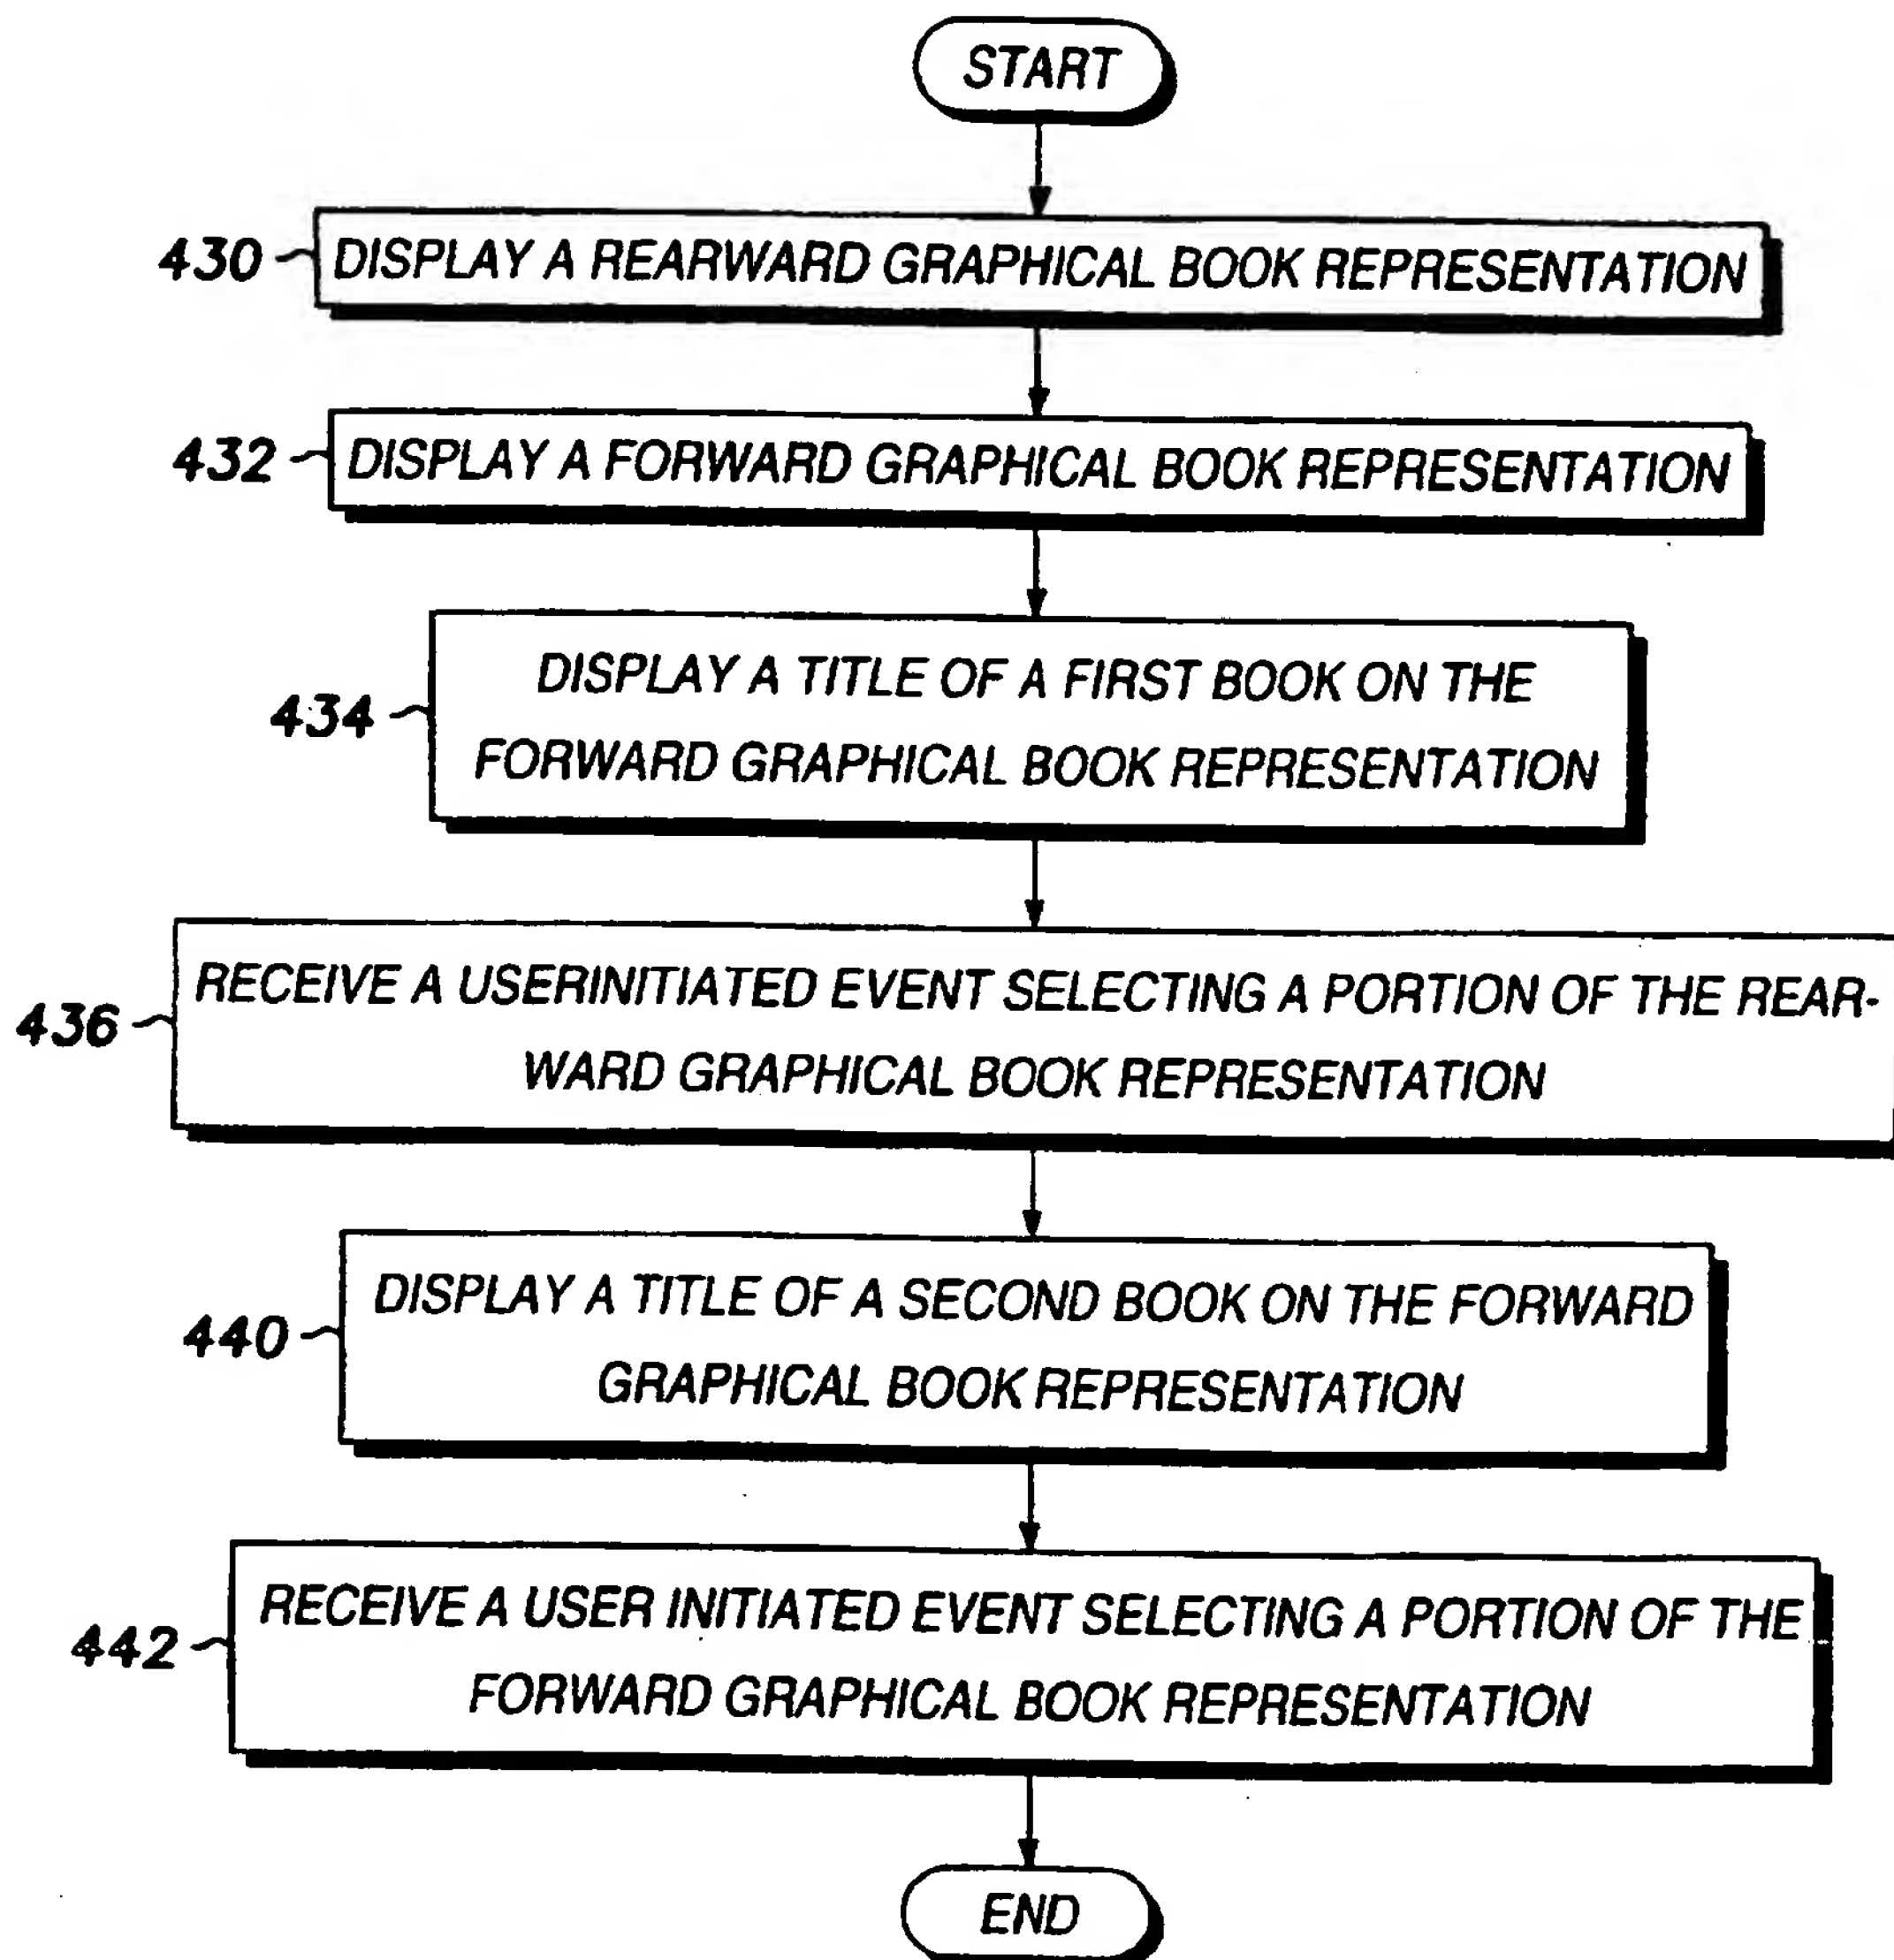 START
430 DISPLAY A REARWARD GRAPHICAL BOOK REPRESENTATION
432 DISPLAY A FORWARD GRAPHICAL BOOK REPRESENTATION
DISPLAY A TITLE OF A FIRST BOOK ON THE
434
FORWARD GRAPHICAL BOOK REPRESENTATION
RECEIVE A USERINITIATED EVENT SELECTING A PORTION OF THE REAR-
436
WARD GRAPHICAL BOOK REPRESENTATION
DISPLAY A TITLE OF A SECOND BOOK ON THE FORWARD
440
GRAPHICAL BOOK REPRESENTATION
RECEIVE A USER INITIATED EVENT SELECTING A PORTION OF THE
442
FORWARD GRAPHICAL BOOK REPRESENTATION
END